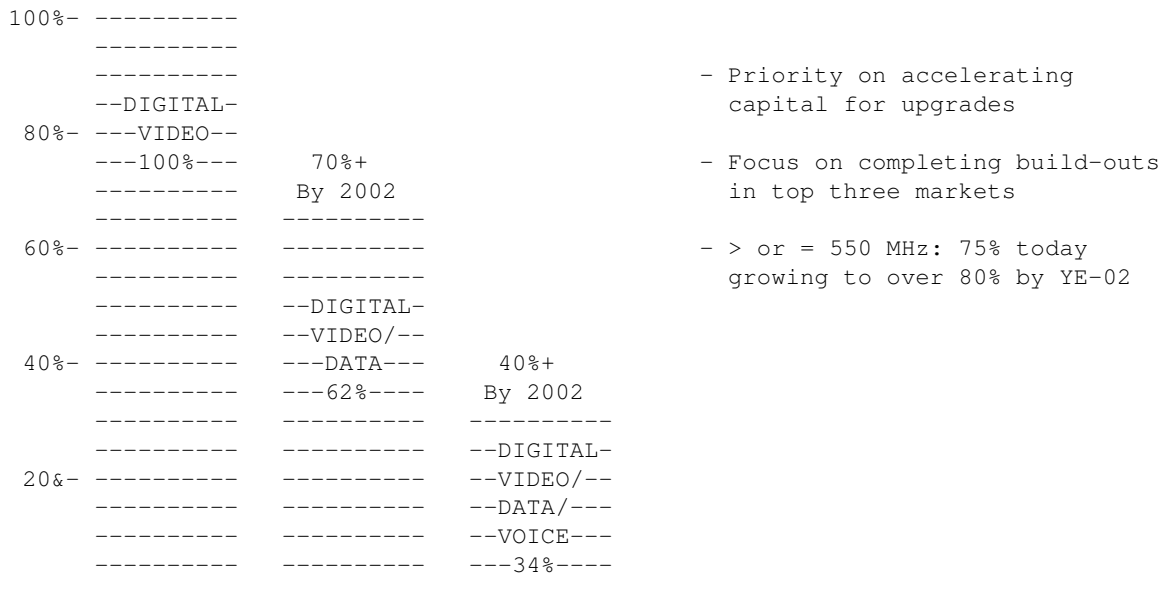 100%- ----------
      ----------
      ----------                                - Priority on accelerating
      --DIGITAL-                                  capital for upgrades
 80%- ---VIDEO--
      ---100%---     70%+                       - Focus on completing build-outs
      ----------    By 2002                       in top three markets
      ----------   ----------
 60%- ----------   ----------                   - > or = 550 MHz: 75% today
      ----------   ----------                     growing to over 80% by YE-02
      ----------   --DIGITAL-
      ----------   --VIDEO/--
 40%- ----------   ---DATA---     40%+
      ----------   ---62%----    By 2002
      ----------   ----------   ----------
      ----------   ----------   --DIGITAL-
 20&- ----------   ----------   --VIDEO/--
      ----------   ----------   --DATA/---
      ----------   ----------   --VOICE---
      ----------   ----------   ---34%----